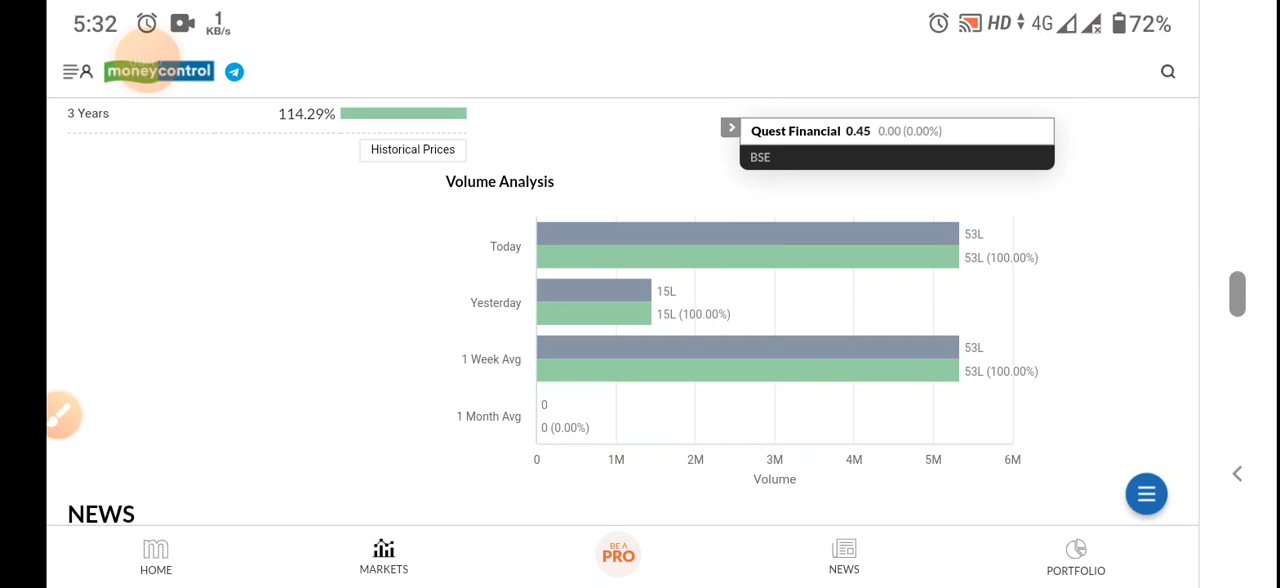 5:32 1 KB/s HD 4G 72%
moneycontrol
3 Years 114.29%
Historical Prices
Quest Financial 0.45 0.00 (0.00%)
BSE
Volume Analysis
Today 53L
53L (100.00%)
Yesterday 15L
15L (100.00%)
1 Week Avg 53L
53L (100.00%)
1 Month Avg 0
0 (0.00%)
0 1M 2M 3M 4M 5M 6M
Volume
NEWS
BE A
PRO
HOME MARKETS NEWS PORTFOLIO